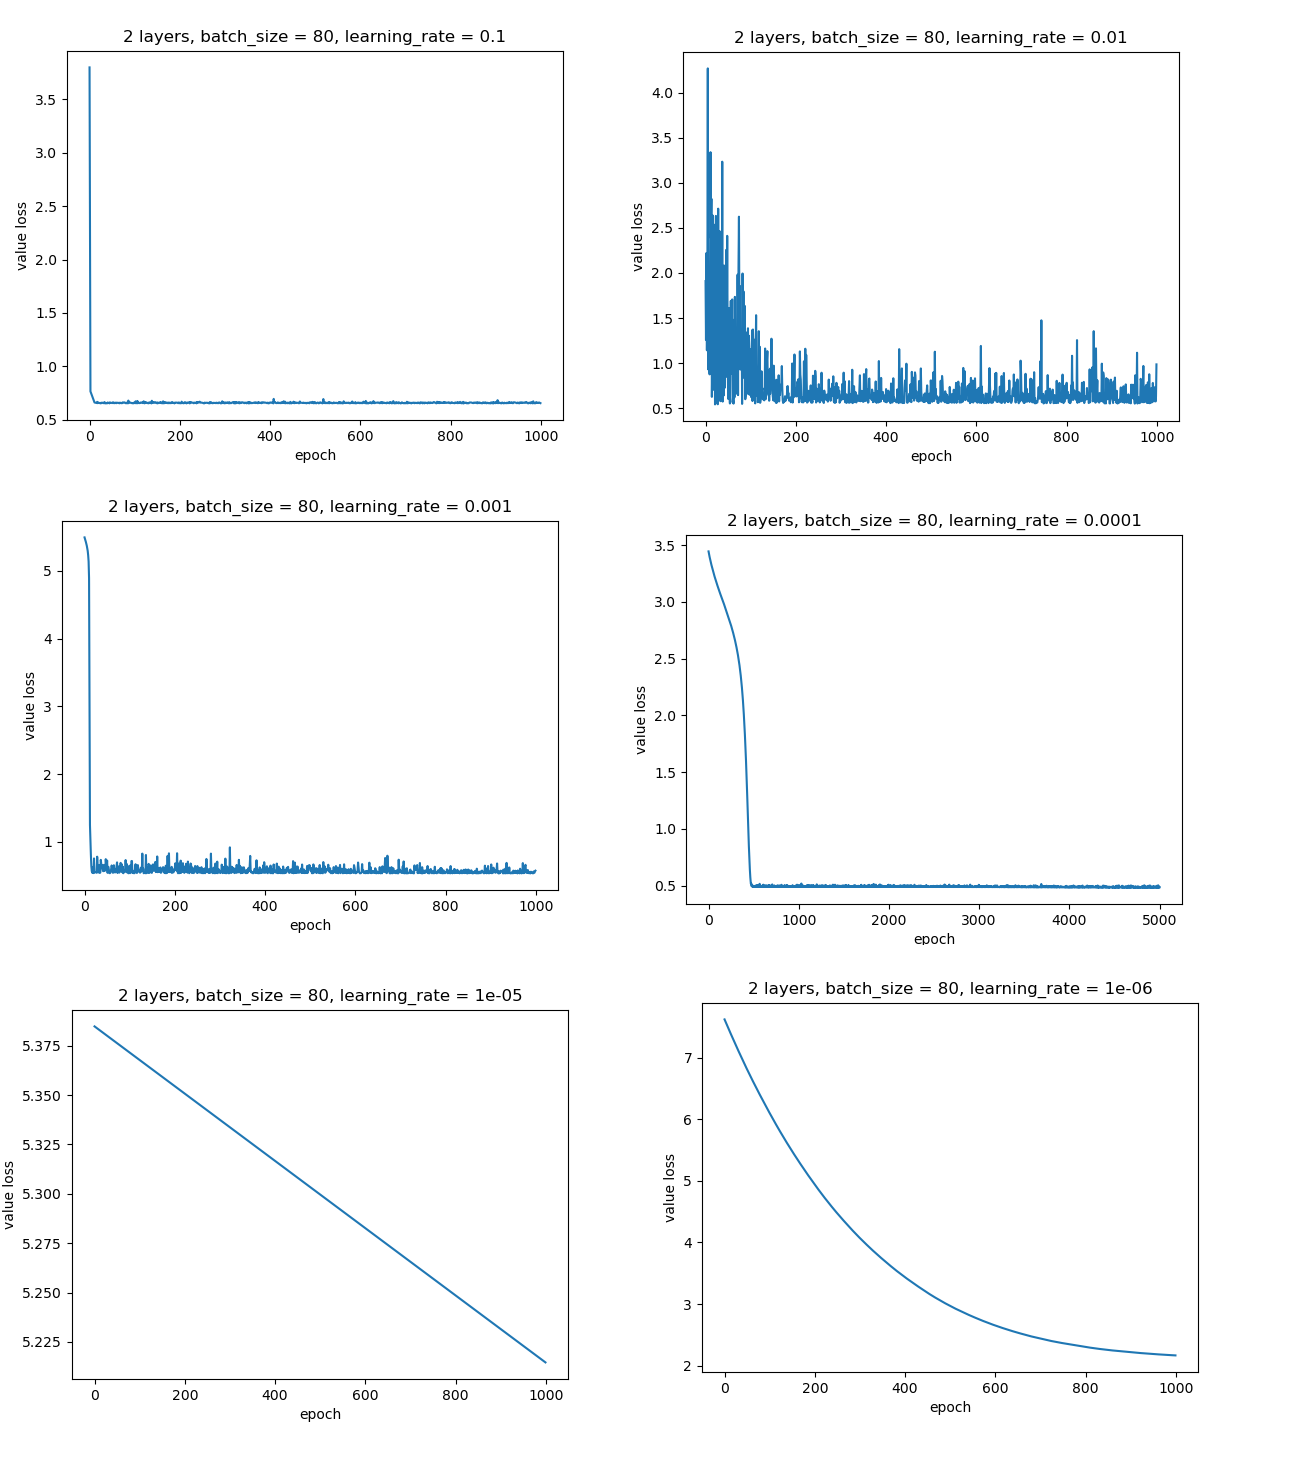 2 layers, batch_size = 80, learning_rate = 0.1
3.5
3.0
2.5
2.0
1.5
1.0
0.5
value loss
0 200 400 600 800 1000
epoch
2 layers, batch_size = 80, learning_rate = 0.01
4.0
3.5
3.0
2.5
2.0
1.5
1.0
0.5
value loss
0 200 400 600 800 1000
epoch
2 layers, batch_size = 80, learning_rate = 0.001
5
4
3
2
1
value loss
0 200 400 600 800 1000
epoch
2 layers, batch_size = 80, learning_rate = 0.0001
3.5
3.0
2.5
2.0
1.5
1.0
0.5
value loss
0 1000 2000 3000 4000 5000
epoch
2 layers, batch_size = 80, learning_rate = 1e-05
5.375
5.350
5.325
5.300
5.275
5.250
5.225
value loss
0 200 400 600 800 1000
epoch
2 layers, batch_size = 80, learning_rate = 1e-06
7
6
5
4
3
2
value loss
0 200 400 600 800 1000
epoch